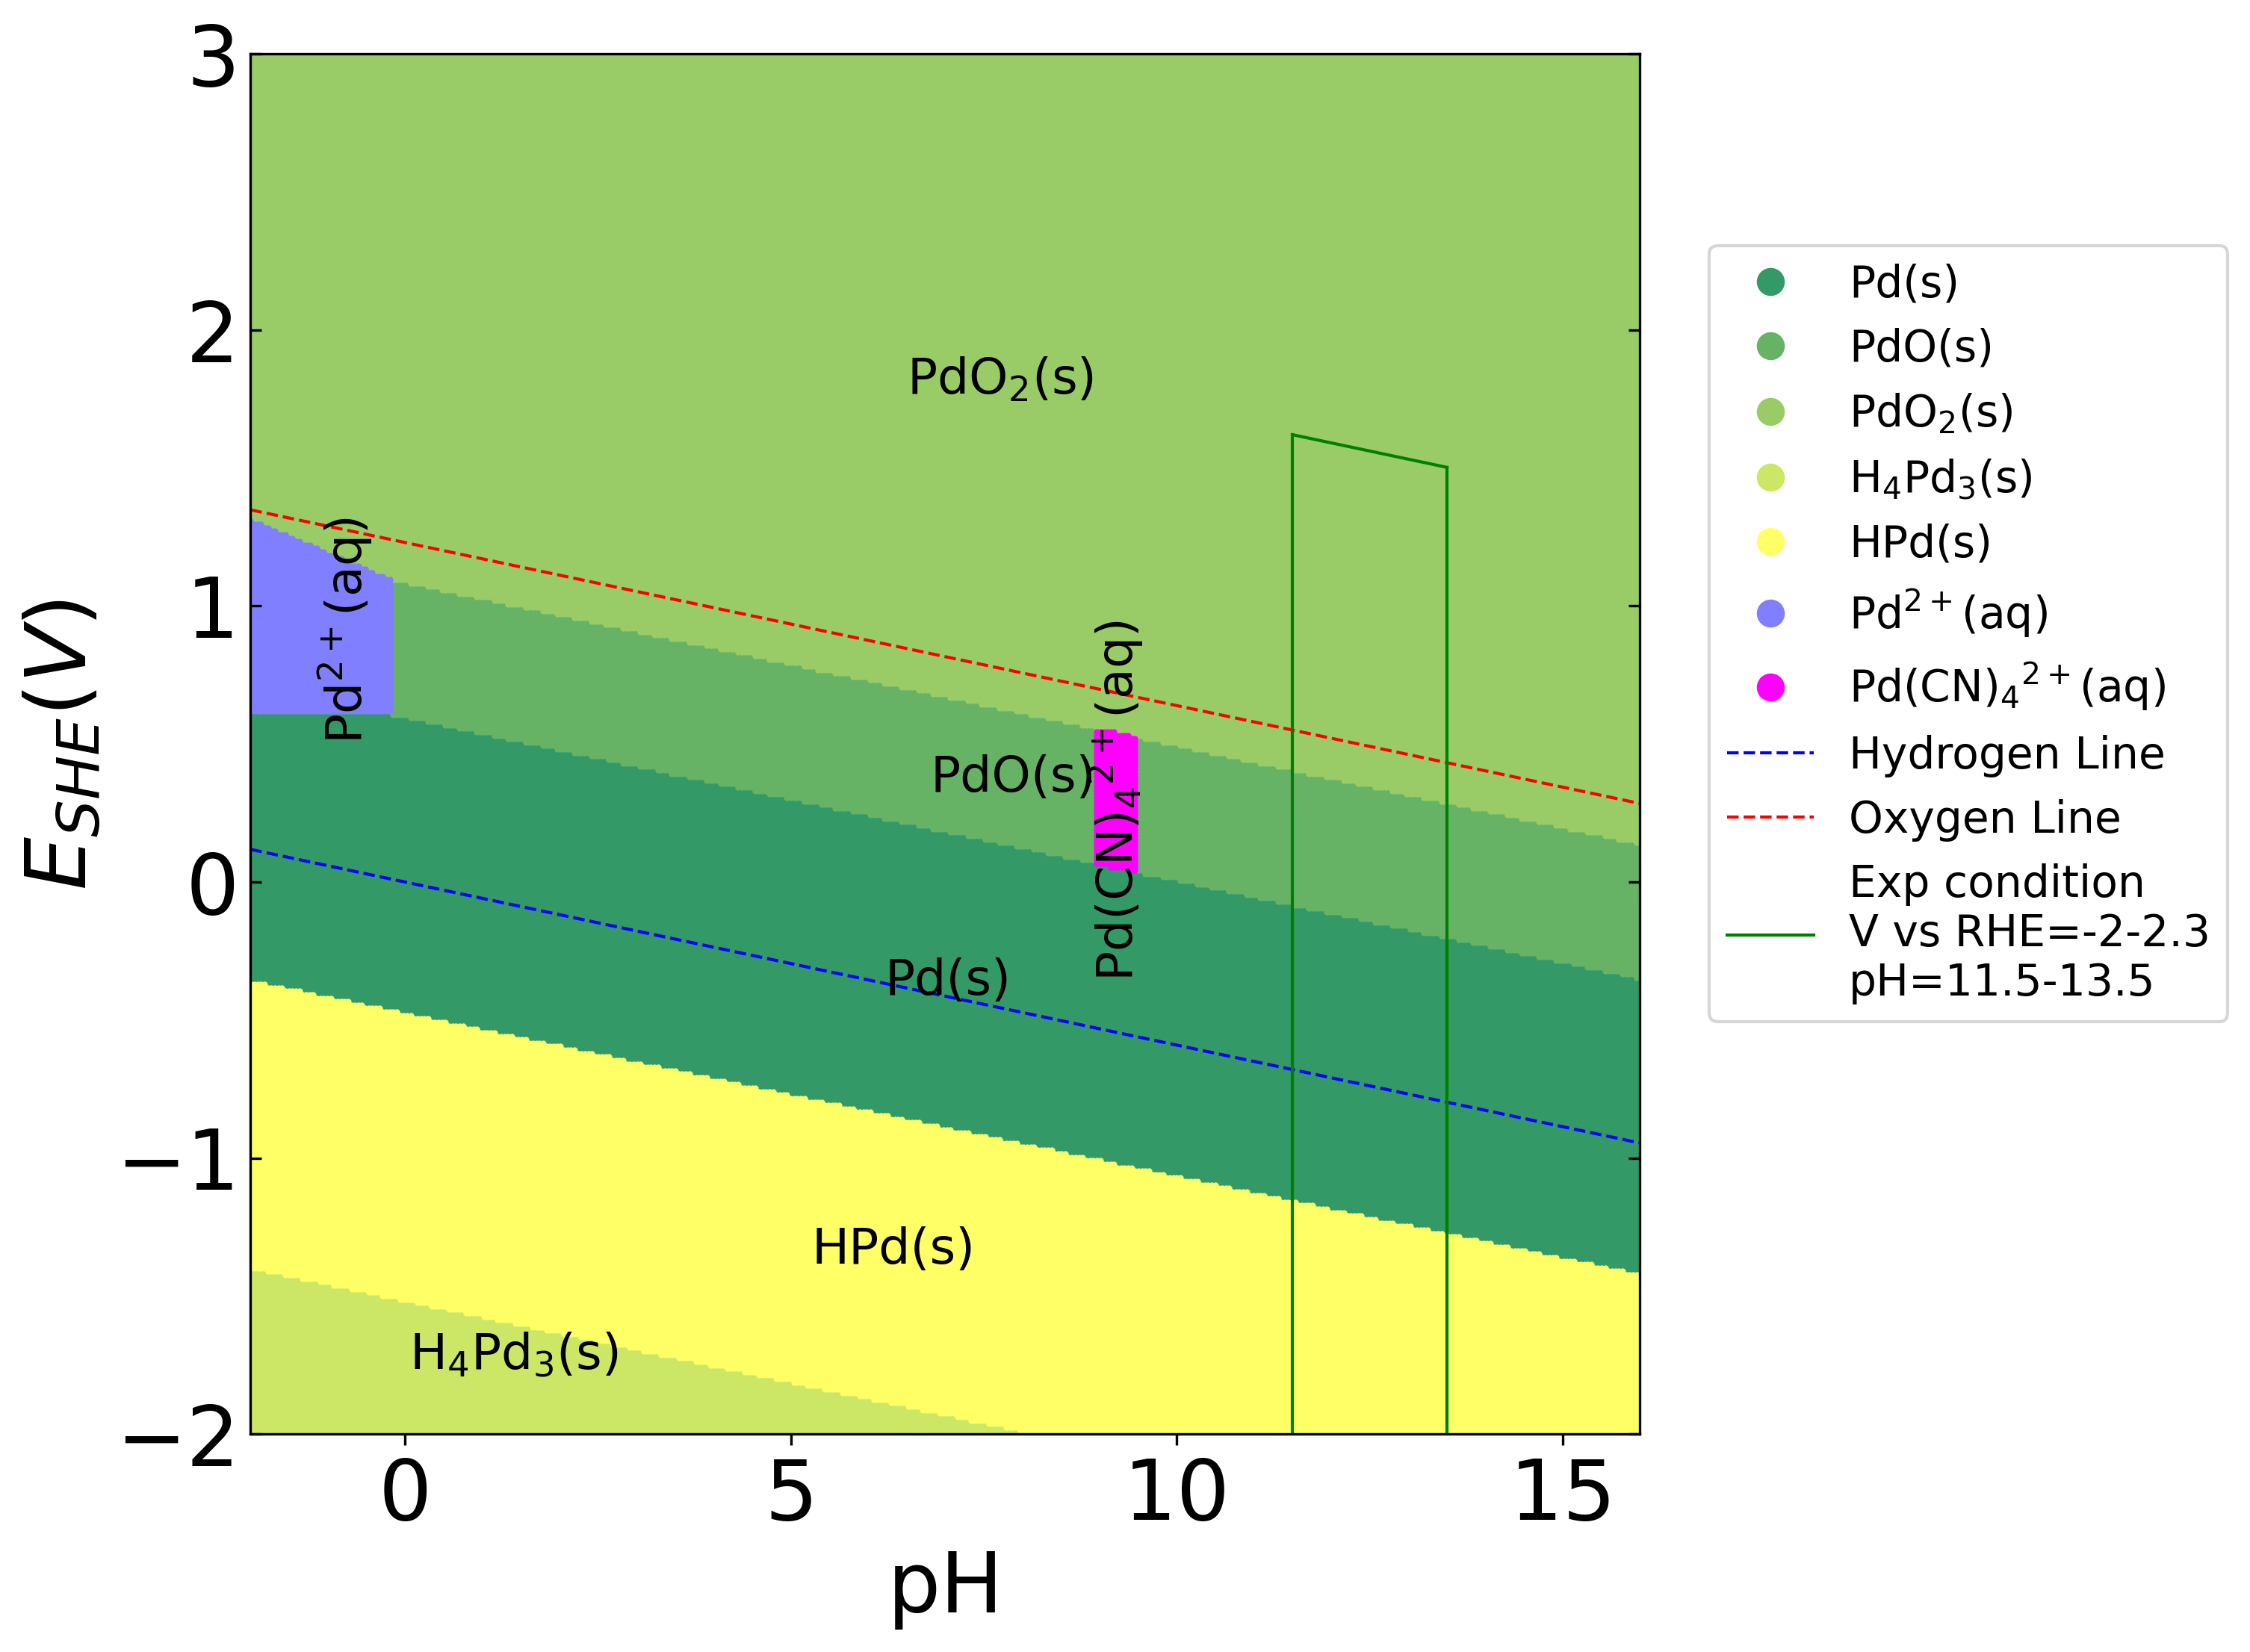 3
2
1
0
−1
−2
0 5 10 15
pH
E_SHE(V)
PdO₂(s)
Pd²⁺(aq)
PdO(s)
Pd(CN)₄²⁺(aq)
Pd(s)
HPd(s)
H₄Pd₃(s)
Pd(s)
PdO(s)
PdO₂(s)
H₄Pd₃(s)
HPd(s)
Pd²⁺(aq)
Pd(CN)₄²⁺(aq)
Hydrogen Line
Oxygen Line
Exp condition
V vs RHE=-2-2.3
pH=11.5-13.5